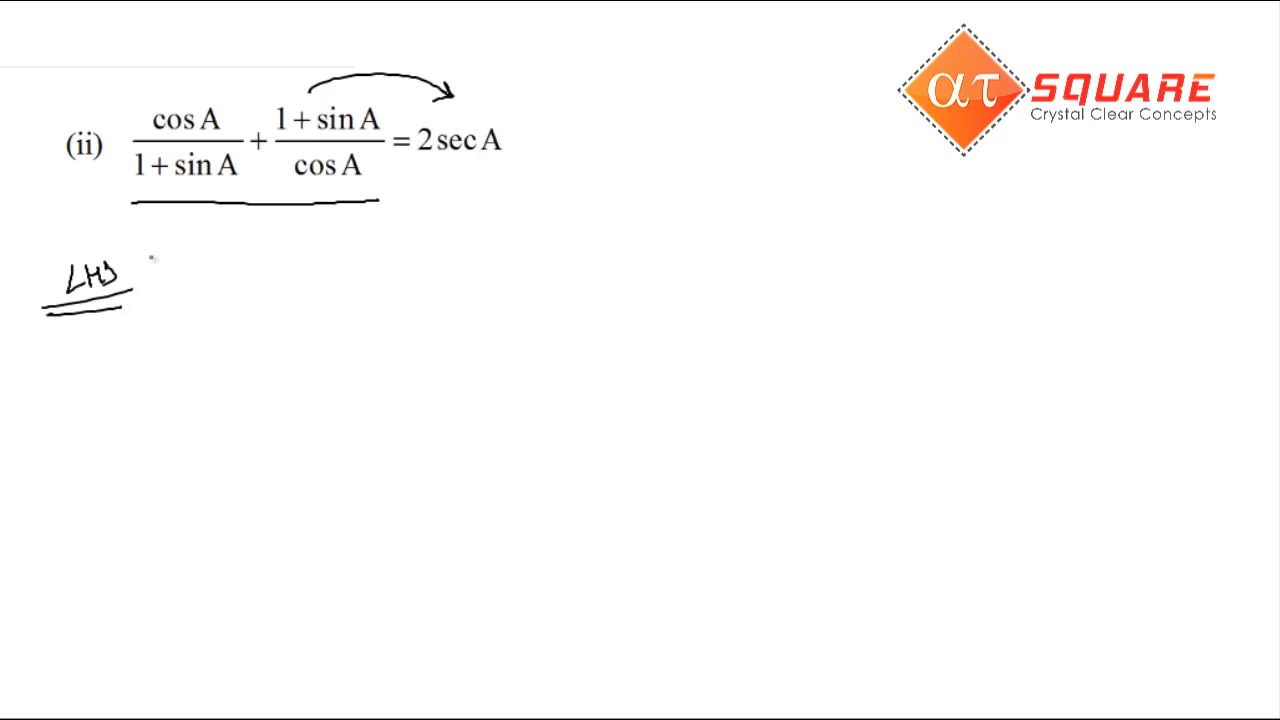 ατ SQUARE
Crystal Clear Concepts
(ii) cos A / 1 + sin A + 1 + sin A / cos A = 2 sec A
LHS